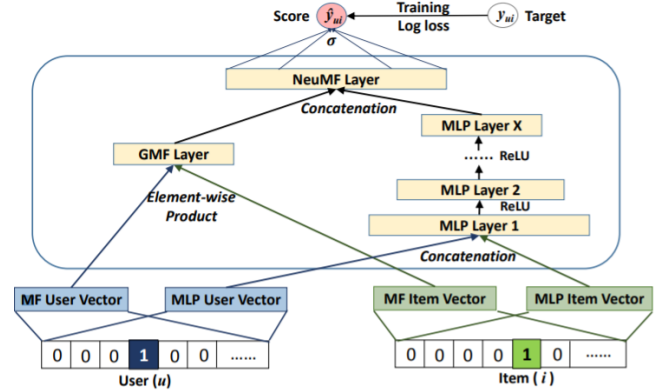 Score ŷui Training yui Target
Log loss
σ
NeuMF Layer
Concatenation
MLP Layer X
GMF Layer
...... ReLU
Element-wise
Product
MLP Layer 2
ReLU
MLP Layer 1
Concatenation
MF User Vector MLP User Vector MF Item Vector MLP Item Vector
0 0 0 1 0 0 ...... 0 0 0 0 1 0 ......
User (u) Item ( i )